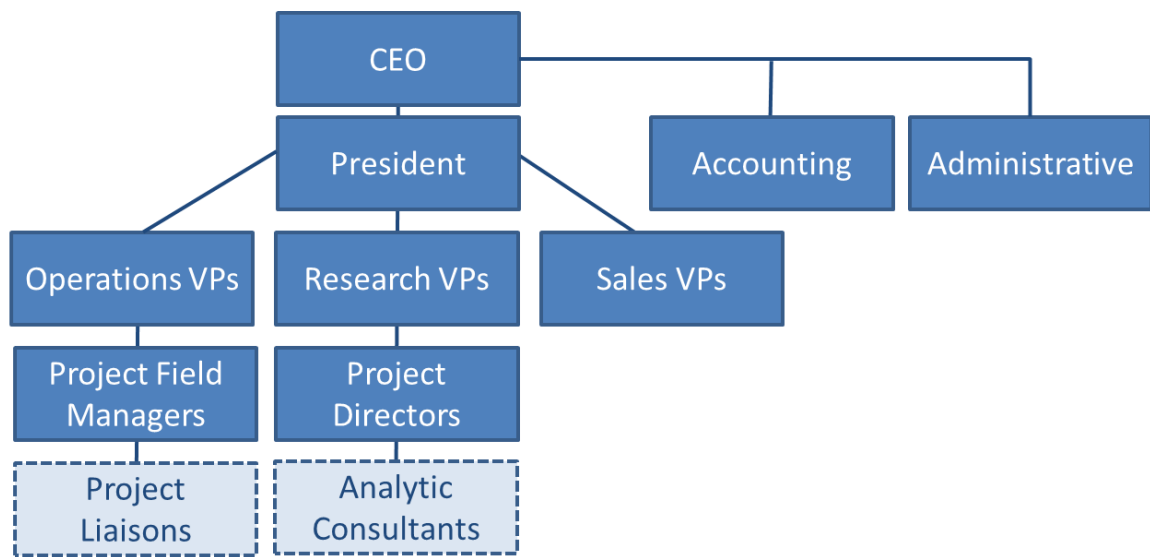 CEO
President
Accounting
Administrative
Operations VPs
Research VPs
Sales VPs
Project Field
Managers
Project
Directors
Project
Liaisons
Analytic
Consultants